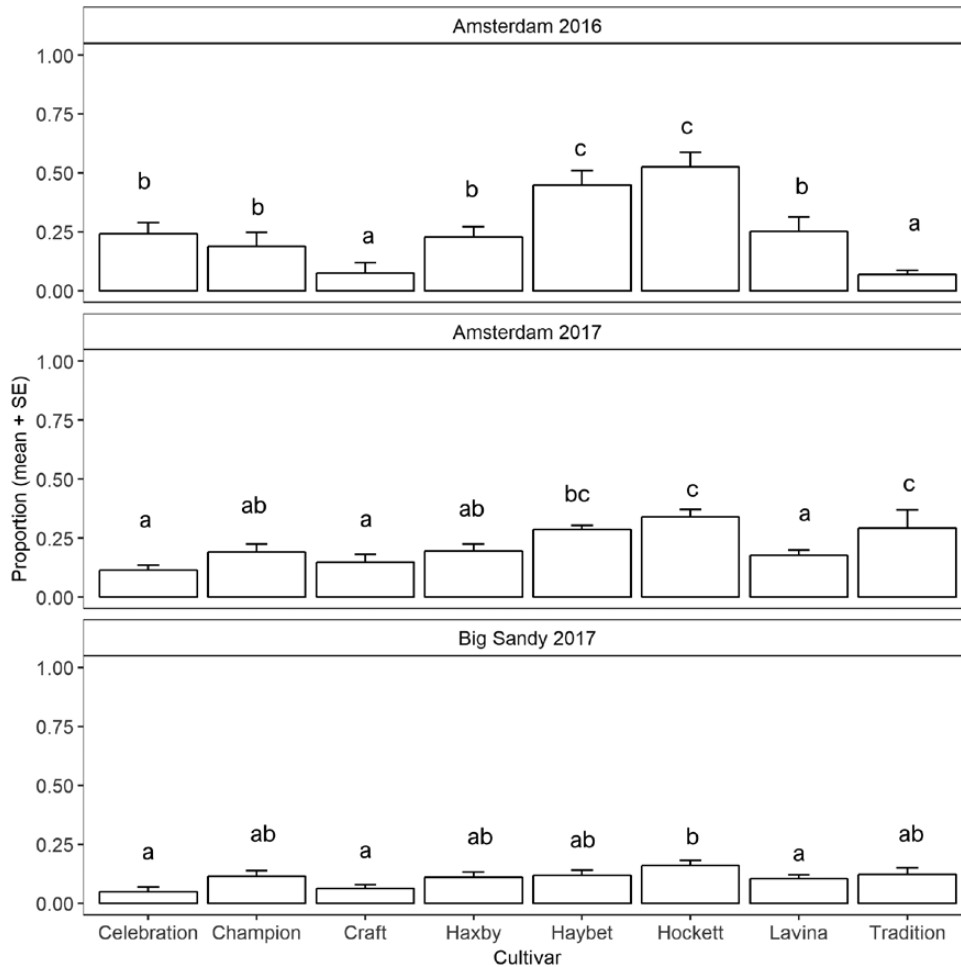 Amsterdam 2016
1.00
0.75
0.50
0.25
0.00
b b a b c c b a
Amsterdam 2017
1.00
0.75
0.50
0.25
0.00
a ab a ab bc c a c
Big Sandy 2017
1.00
0.75
0.50
0.25
0.00
a ab a ab ab b a ab
Proportion (mean + SE)
Celebration Champion Craft Haxby Haybet Hockett Lavina Tradition
Cultivar